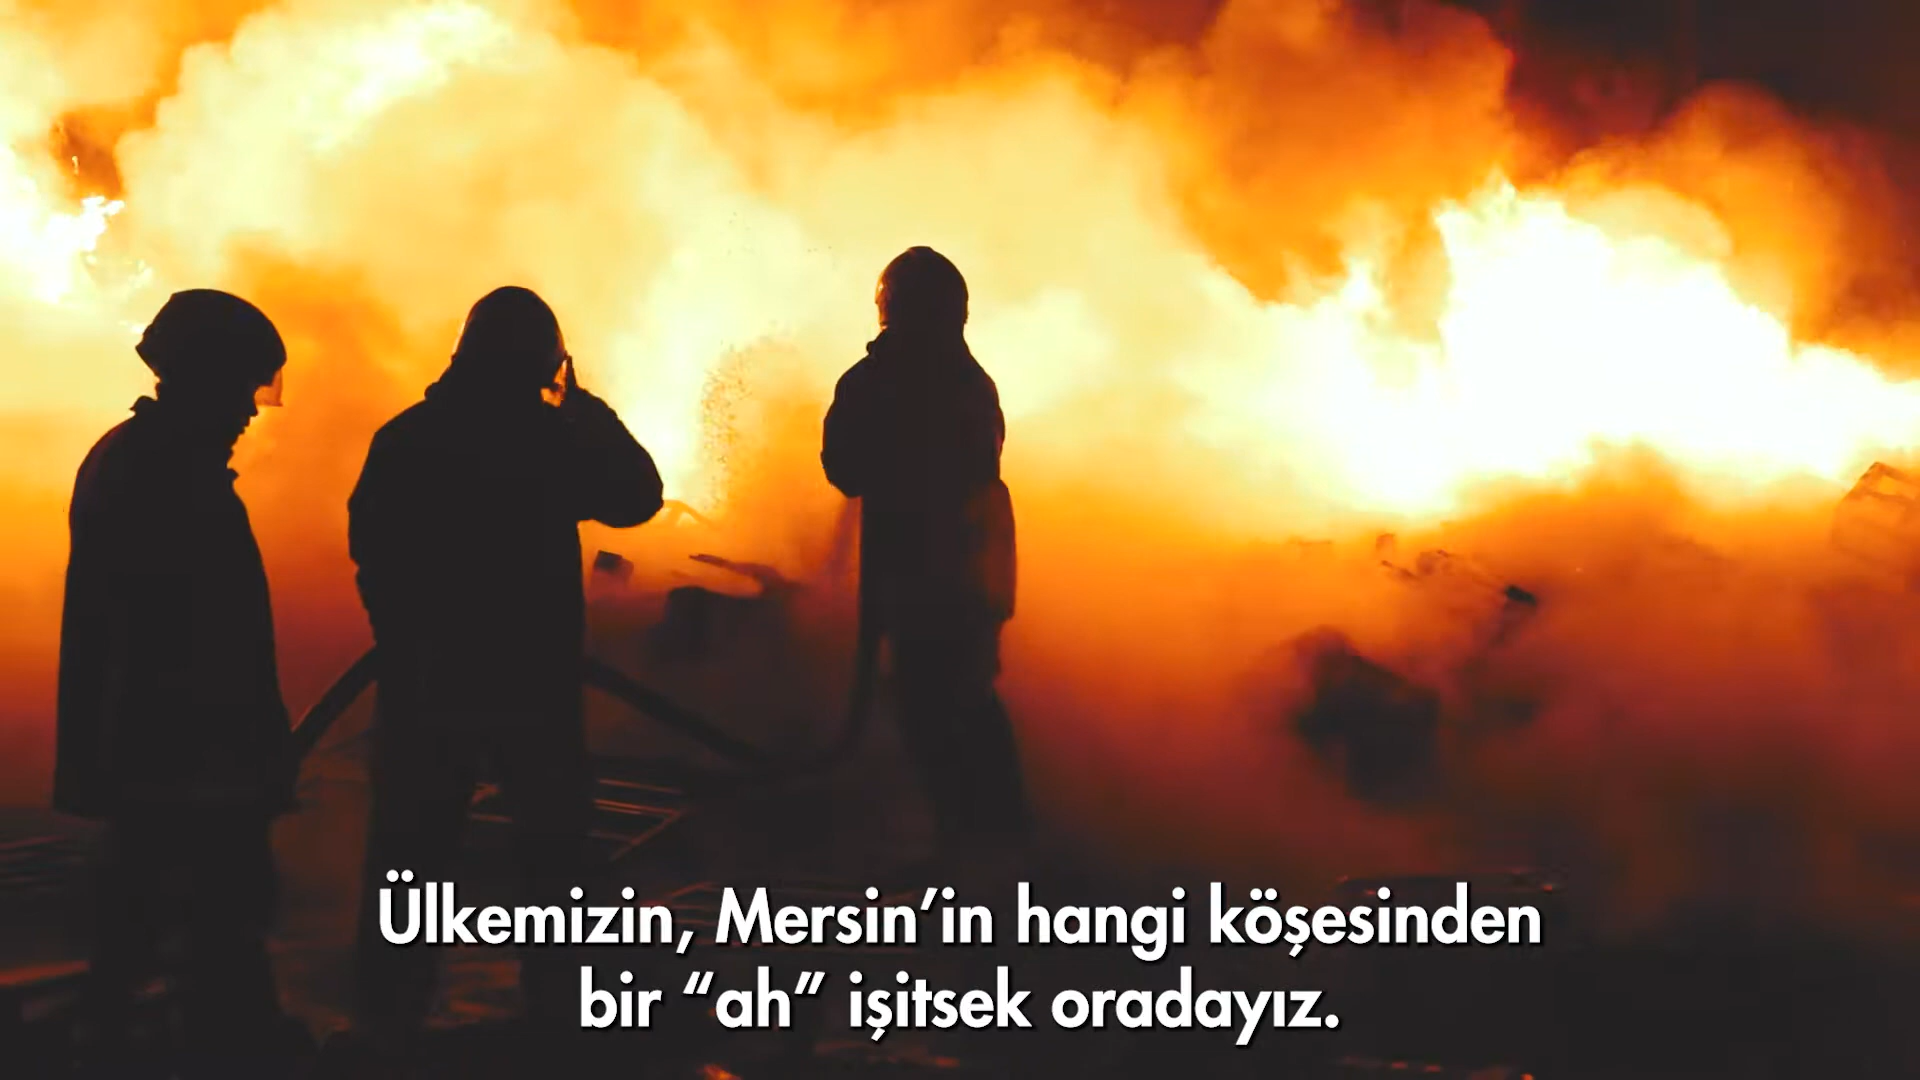 Ülkemizin, Mersin’in hangi köşesinden
bir “ah” işitsek oradayız.